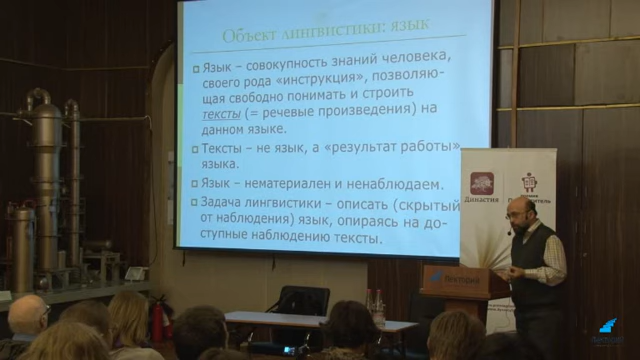 Объект лингвистики: язык
Язык – совокупность знаний человека,
своего рода «инструкция», позволяю-
щая свободно понимать и строить
тексты (= речевые произведения) на
данном языке.
Тексты – не язык, а «результат работы»
языка.
Язык – нематериален и ненаблюдаем.
Задача лингвистики – описать (скрытый
от наблюдения) язык, опираясь на до-
ступные наблюдению тексты.
Династия
Лекторий